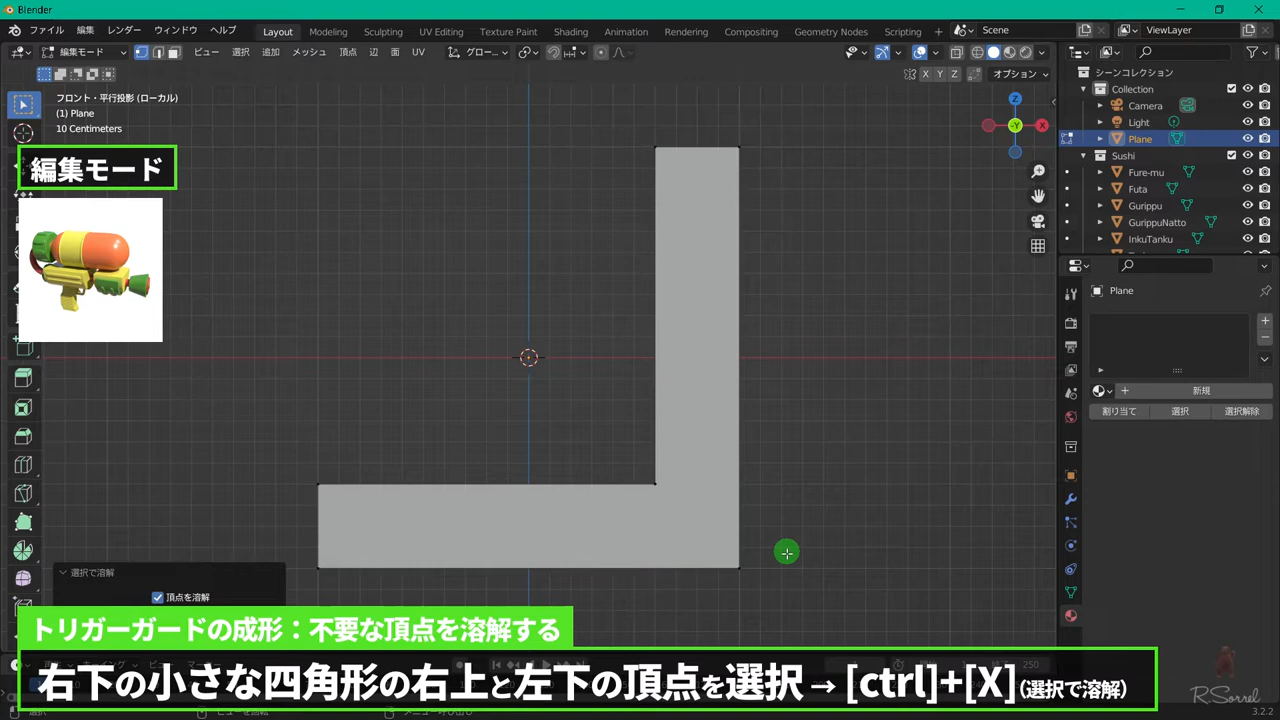 Blender
ファイル 編集 レンダー ウィンドウ ヘルプ Layout Modeling Sculpting UV Editing Texture Paint Shading Animation Rendering Compositing Geometry Nodes Scripting + Scene ViewLayer
編集モード ビュー 選択 追加 メッシュ 頂点 辺 面 UV グロー...
X Y Z オプション
フロント・平行投影 (ローカル)
(1) Plane
10 Centimeters
Z
-Y X
編集モード
シーンコレクション
Collection
Camera
Light
Plane
Sushi
Fure-mu
Futa
Gurippu
GurippuNatto
InkuTanku
Plane
新規
割り当て 選択 選択解除
選択で溶解
頂点を溶解
トリガーガードの成形：不要な頂点を溶解する
右下の小さな四角形の右上と左下の頂点を選択 → [ctrl]+[X](選択で溶解)
R.Sorrel
3.2.2